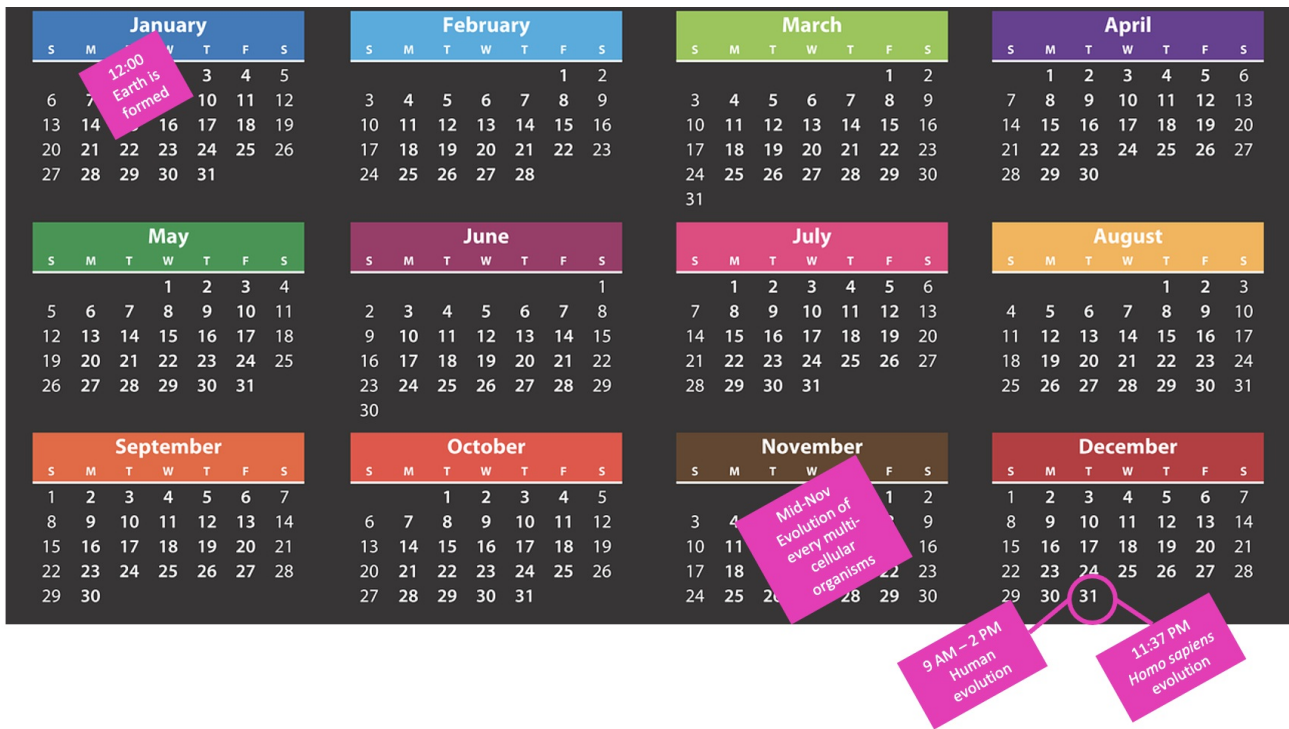 January
S M T F S
12:00
Earth is
formed
3 4 5
6 7 10 11 12
13 14 16 17 18 19
20 21 22 23 24 25 26
27 28 29 30 31
February
S M T W T F S
1 2
3 4 5 6 7 8 9
10 11 12 13 14 15 16
17 18 19 20 21 22 23
24 25 26 27 28
March
S M T W T F S
1 2
3 4 5 6 7 8 9
10 11 12 13 14 15 16
17 18 19 20 21 22 23
24 25 26 27 28 29 30
31
April
S M T W T F S
1 2 3 4 5 6
7 8 9 10 11 12 13
14 15 16 17 18 19 20
21 22 23 24 25 26 27
28 29 30
May
S M T W T F S
1 2 3 4
5 6 7 8 9 10 11
12 13 14 15 16 17 18
19 20 21 22 23 24 25
26 27 28 29 30 31
June
S M T W T F S
1
2 3 4 5 6 7 8
9 10 11 12 13 14 15
16 17 18 19 20 21 22
23 24 25 26 27 28 29
30
July
S M T W T F S
1 2 3 4 5 6
7 8 9 10 11 12 13
14 15 16 17 18 19 20
21 22 23 24 25 26 27
28 29 30 31
August
S M T W T F S
1 2 3
4 5 6 7 8 9 10
11 12 13 14 15 16 17
18 19 20 21 22 23 24
25 26 27 28 29 30 31
September
S M T W T F S
1 2 3 4 5 6 7
8 9 10 11 12 13 14
15 16 17 18 19 20 21
22 23 24 25 26 27 28
29 30
October
S M T W T F S
1 2 3 4 5
6 7 8 9 10 11 12
13 14 15 16 17 18 19
20 21 22 23 24 25 26
27 28 29 30 31
November
S M T W T F S
Mid-Nov
Evolution of
every multi-
cellular
organisms
1 2
3 4 9
10 11 16
17 18 22 23
24 25 28 29 30
December
S M T W T F S
1 2 3 4 5 6 7
8 9 10 11 12 13 14
15 16 17 18 19 20 21
22 23 24 25 26 27 28
29 30 31
9 AM – 2 PM
Human
evolution
11:37 PM
Homo sapiens
evolution